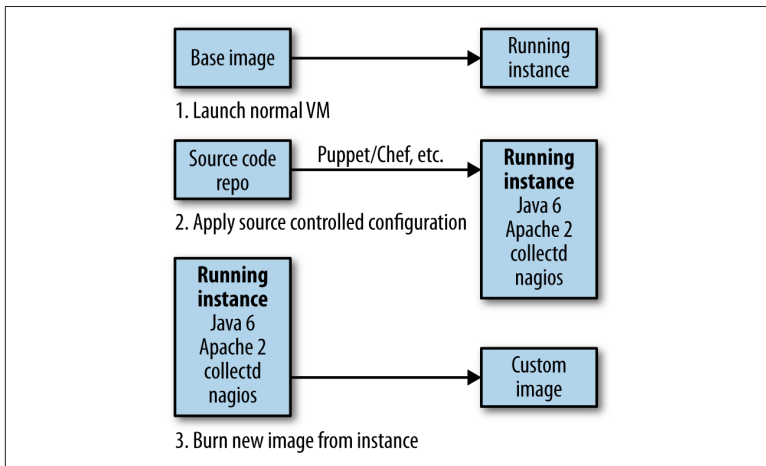 Base image
Running
instance
1. Launch normal VM
Source code
repo
Puppet/Chef, etc.
Running
instance
Java 6
Apache 2
collectd
nagios
2. Apply source controlled configuration
Running
instance
Java 6
Apache 2
collectd
nagios
Custom
image
3. Burn new image from instance